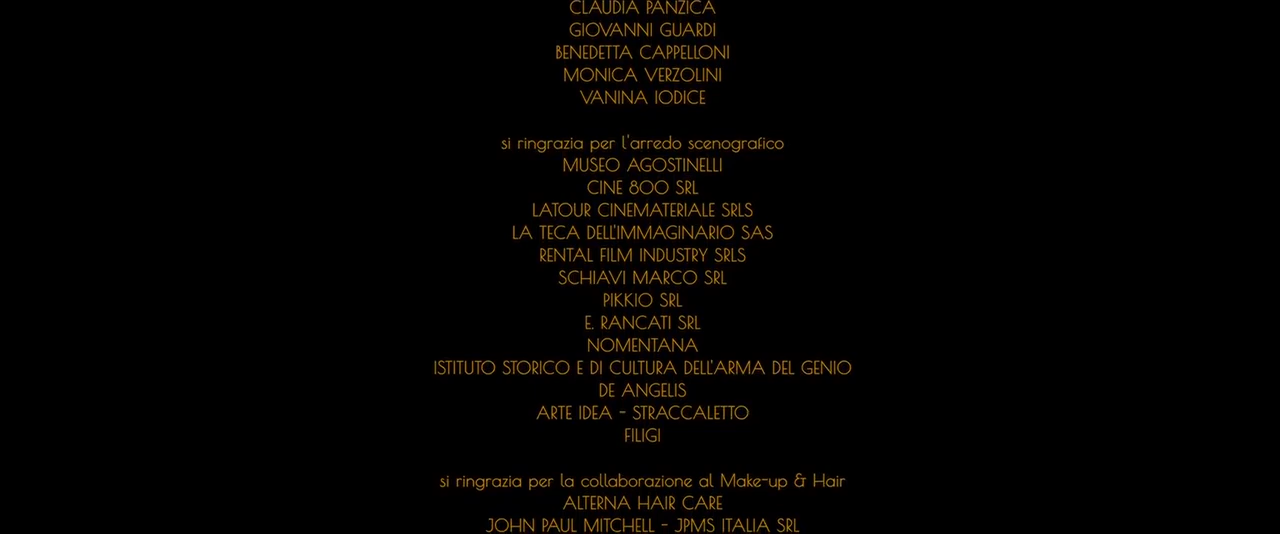 CLAUDIA PANZICA
GIOVANNI GUARDI
BENEDETTA CAPPELLONI
MONICA VERZOLINI
VANINA IODICE
si ringrazia per l'arredo scenografico
MUSEO AGOSTINELLI
CINE 800 SRL
LATOUR CINEMATERIALE SRLS
LA TECA DELL'IMMAGINARIO SAS
RENTAL FILM INDUSTRY SRLS
SCHIAVI MARCO SRL
PIKKIO SRL
E. RANCATI SRL
NOMENTANA
ISTITUTO STORICO E DI CULTURA DELL'ARMA DEL GENIO
DE ANGELIS
ARTE IDEA - STRACCALETTO
FILIGI
si ringrazia per la collaborazione al Make-up & Hair
ALTERNA HAIR CARE
JOHN PAUL MITCHELL - JPMS ITALIA SRL